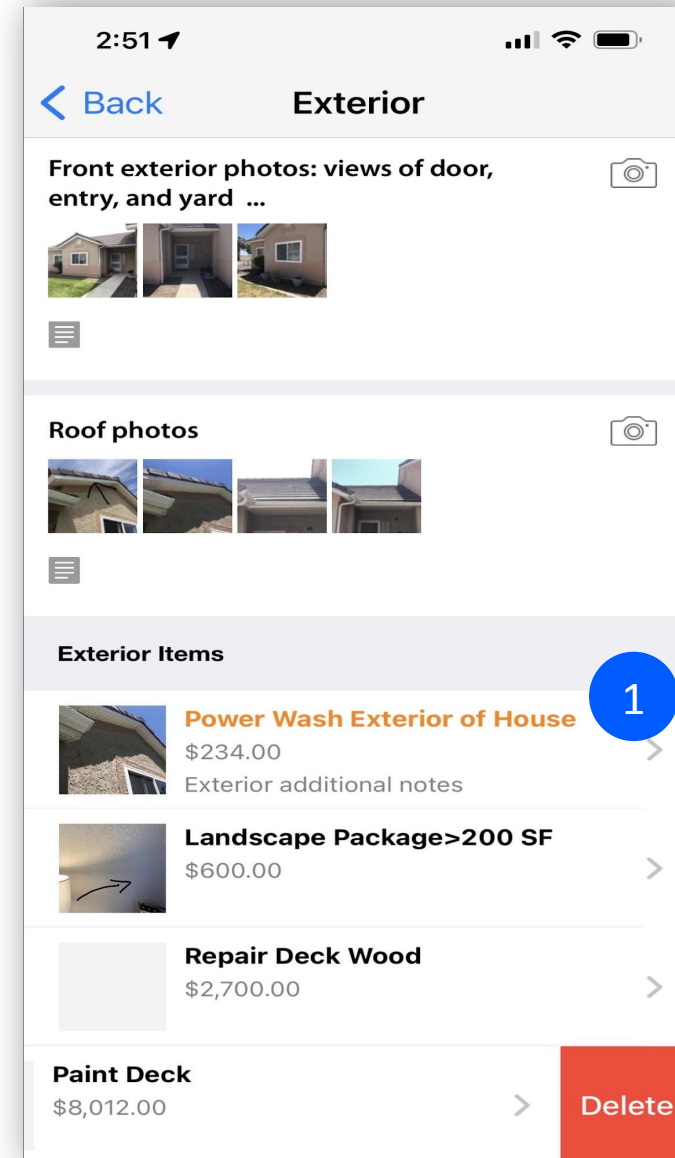 2:51
Back
Exterior
Front exterior photos: views of door,
entry, and yard ...
Roof photos
Exterior Items
1
Power Wash Exterior of House
$234.00
Exterior additional notes
Landscape Package>200 SF
$600.00
Repair Deck Wood
$2,700.00
Paint Deck
$8,012.00
Delete